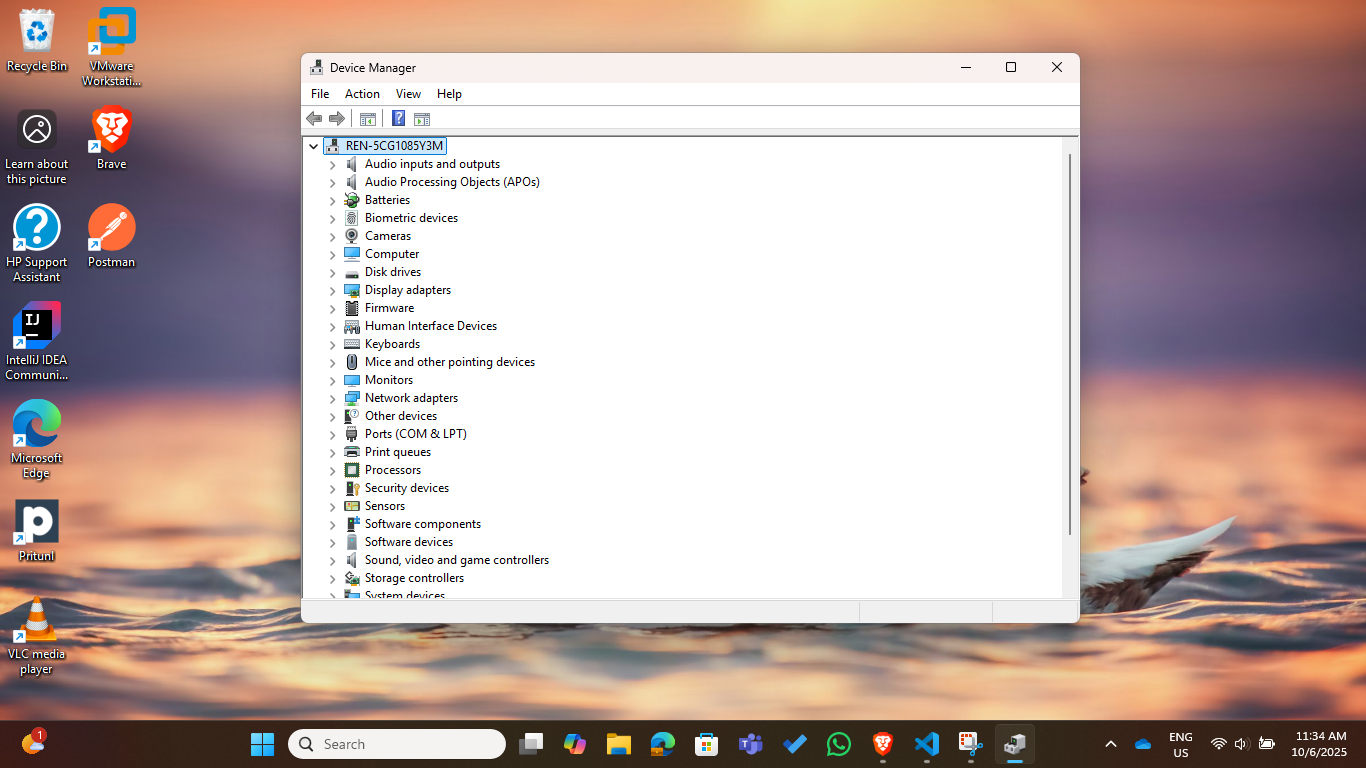 Recycle Bin
VMware
Workstati...
Learn about
this picture
Brave
HP Support
Assistant
Postman
IJ
IntelliJ IDEA
Communi...
Microsoft
Edge
Pritunl
VLC media
player
Device Manager
File Action View Help
REN-5CG1085Y3M
Audio inputs and outputs
Audio Processing Objects (APOs)
Batteries
Biometric devices
Cameras
Computer
Disk drives
Display adapters
Firmware
Human Interface Devices
Keyboards
Mice and other pointing devices
Monitors
Network adapters
Other devices
Ports (COM & LPT)
Print queues
Processors
Security devices
Sensors
Software components
Software devices
Sound, video and game controllers
Storage controllers
System devices
1
Search
ENG
US
11:34 AM
10/6/2025